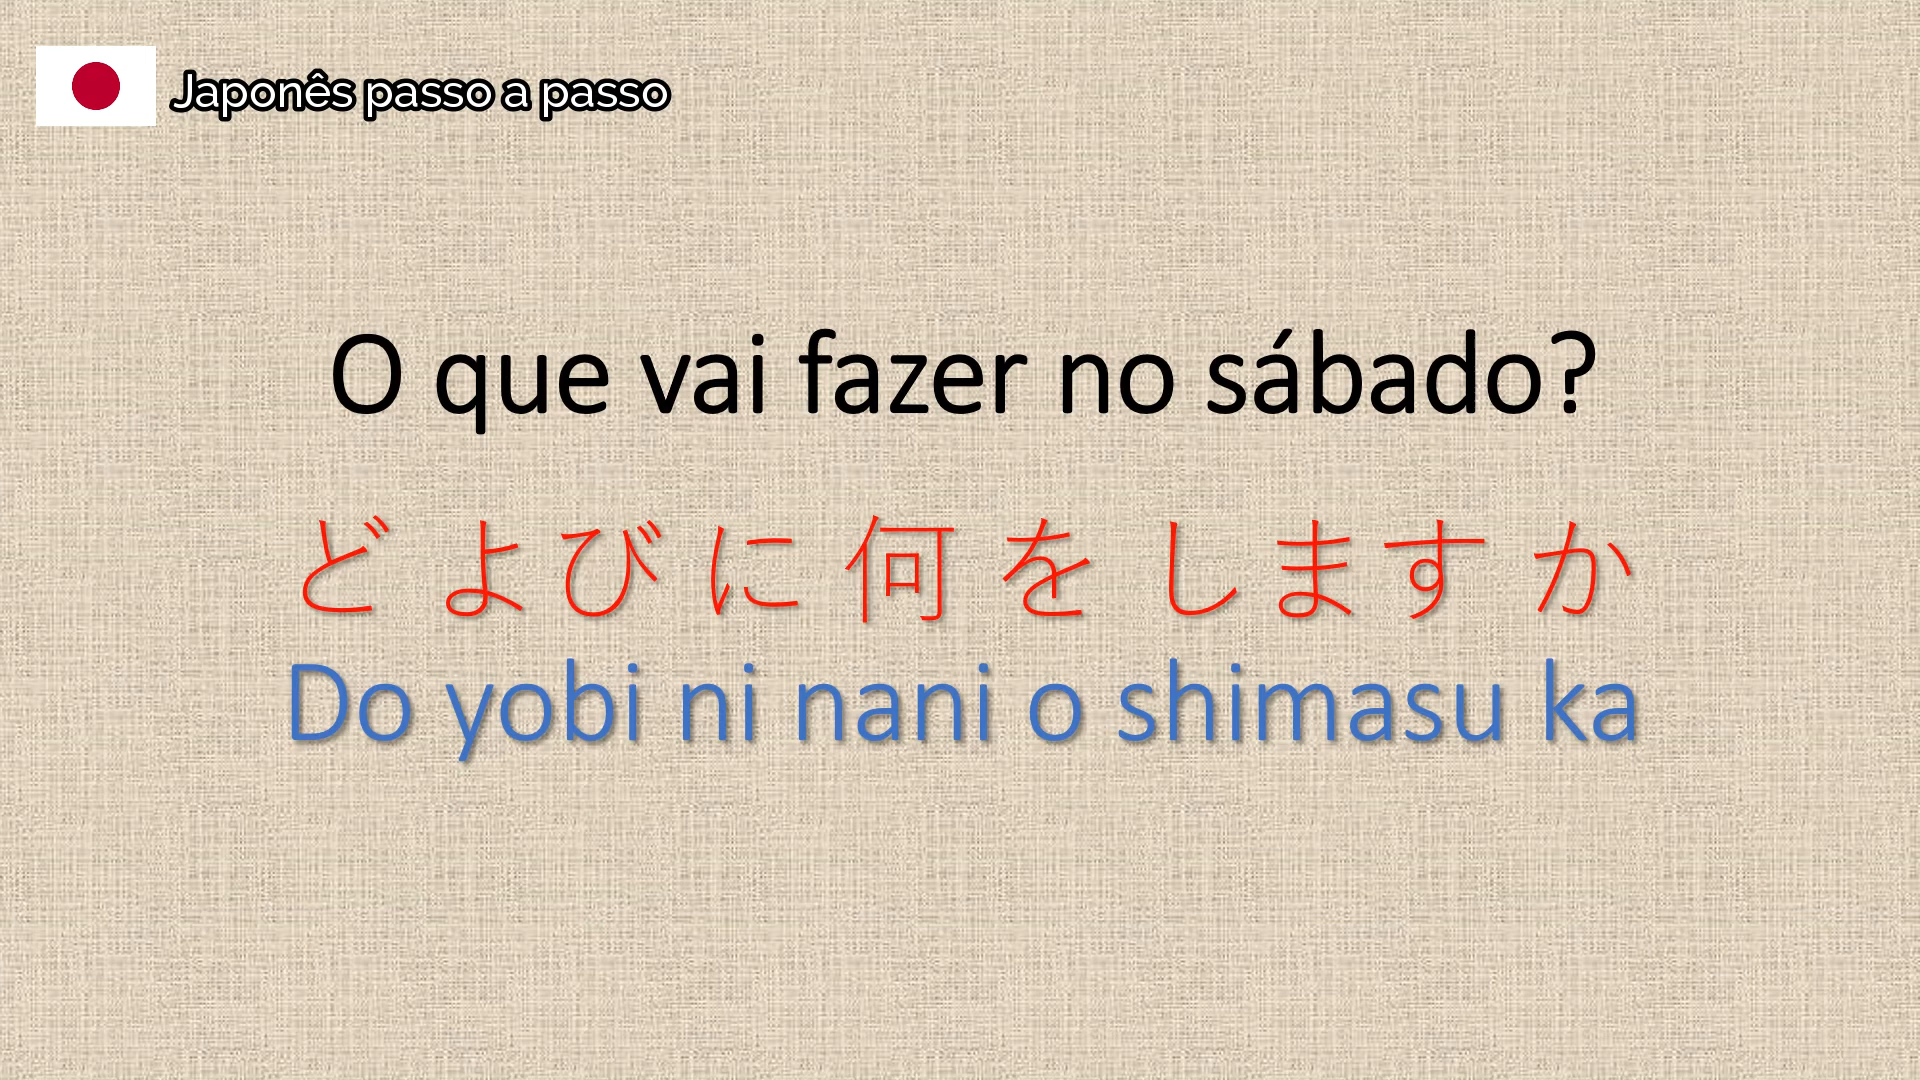 Japonês passo a passo
O que vai fazer no sábado?
ど よび に 何 を します か
Do yobi ni nani o shimasu ka